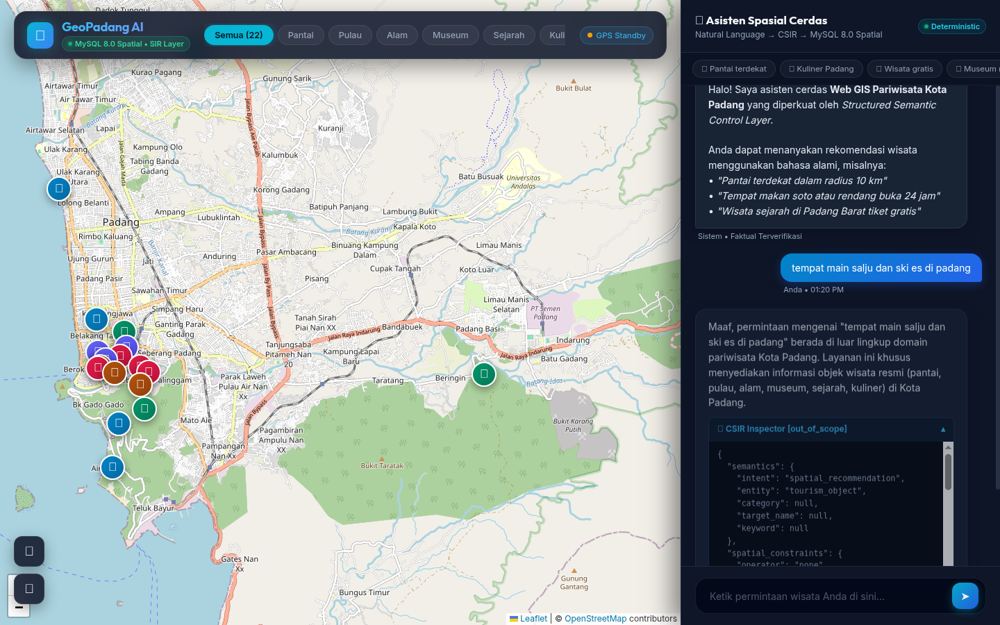 GeoPadang AI
MySQL 8.0 Spatial • SIR Layer
Semua (22)
Pantai
Pulau
Alam
Museum
Sejarah
Kuli
GPS Standby
Dadok Tunggul
Kurao Pagang
Gunung Sarik
Bukit Bulat
Airtawar Timur
Air Tawar Timur
Batang Kuranji
Airtawar Selatan
Lapai
Kuranji
Ulak Karang
Kampung Olo
Kalumbuk
Tabing Banda
Gadang
Jalan Gajah Mada
Jalan Bypass Aie Pacah
Ulak Karang
Utara
Batu Busuak
Universitas
Andalas
Korong Gadang
Lolong Belanti
Batipuh Panjang
Ampang
Lambung Bukit
Lubuklintah
Padang
Kapala Koto
Batang Kuranji
Rimbo Kaluang
Jalan Bypass
Binuang Kampung
Dalam
Limau Manis
Pasar Ambacang
Ujung Gurun
Jati
Banjir Kanal
Anduring
Cupak Tangah
Koto Luar
Padang Pasir
Pisang
Jalan By Pass
Sawahan Timur
Limau Manis
Selatan
PT Semen
Padang
Simpang Haru
Ganting Parak
Gadang
Tanah Sirah
Piai Nan XX
Bandabuek
Padang Basi
Jalan Raya Indarung
Indarung
Tanjungsaba
Pitameh Nan
20
Jalan Bypass
Belakang Ta
Seberang Padang
Kampung Lapai
Baru
Jalan Raya Indarung
Batu Gadang
Berok
alinggam
Parak Laweh
Pulau Air Nan
Xx
Taratang
Beringin
Batang Idas
Bk Gado Gado
Mato Aie
Jalan Bypass
Pagambiran
Ampulu Nan
XX
Bukit Karang
Putih
Pampangan
Nan Xx
Bukit Taratak
Air
Teluk Bayur
Gates Nan
Xx
Gunung
Gantang
Bungus Timur
−
Leaflet | © OpenStreetMap contributors
Asisten Spasial Cerdas
Natural Language → CSIR → MySQL 8.0 Spatial
Deterministic
Pantai terdekat
Kuliner Padang
Wisata gratis
Museum
Halo! Saya asisten cerdas Web GIS Pariwisata Kota
Padang yang diperkuat oleh Structured Semantic
Control Layer.
Anda dapat menanyakan rekomendasi wisata
menggunakan bahasa alami, misalnya:
• "Pantai terdekat dalam radius 10 km"
• "Tempat makan soto atau rendang buka 24 jam"
• "Wisata sejarah di Padang Barat tiket gratis"
Sistem • Faktual Terverifikasi
tempat main salju dan ski es di padang
Anda • 01:20 PM
Maaf, permintaan mengenai "tempat main salju dan
ski es di padang" berada di luar lingkup domain
pariwisata Kota Padang. Layanan ini khusus
menyediakan informasi objek wisata resmi (pantai,
pulau, alam, museum, sejarah, kuliner) di Kota
Padang.
CSIR Inspector [out_of_scope]
▲
{
"semantics": {
"intent": "spatial_recommendation",
"entity": "tourism_object",
"category": null,
"target_name": null,
"keyword": null
},
"spatial_constraints": {
"operator": "none"
Ketik permintaan wisata Anda di sini...
➤